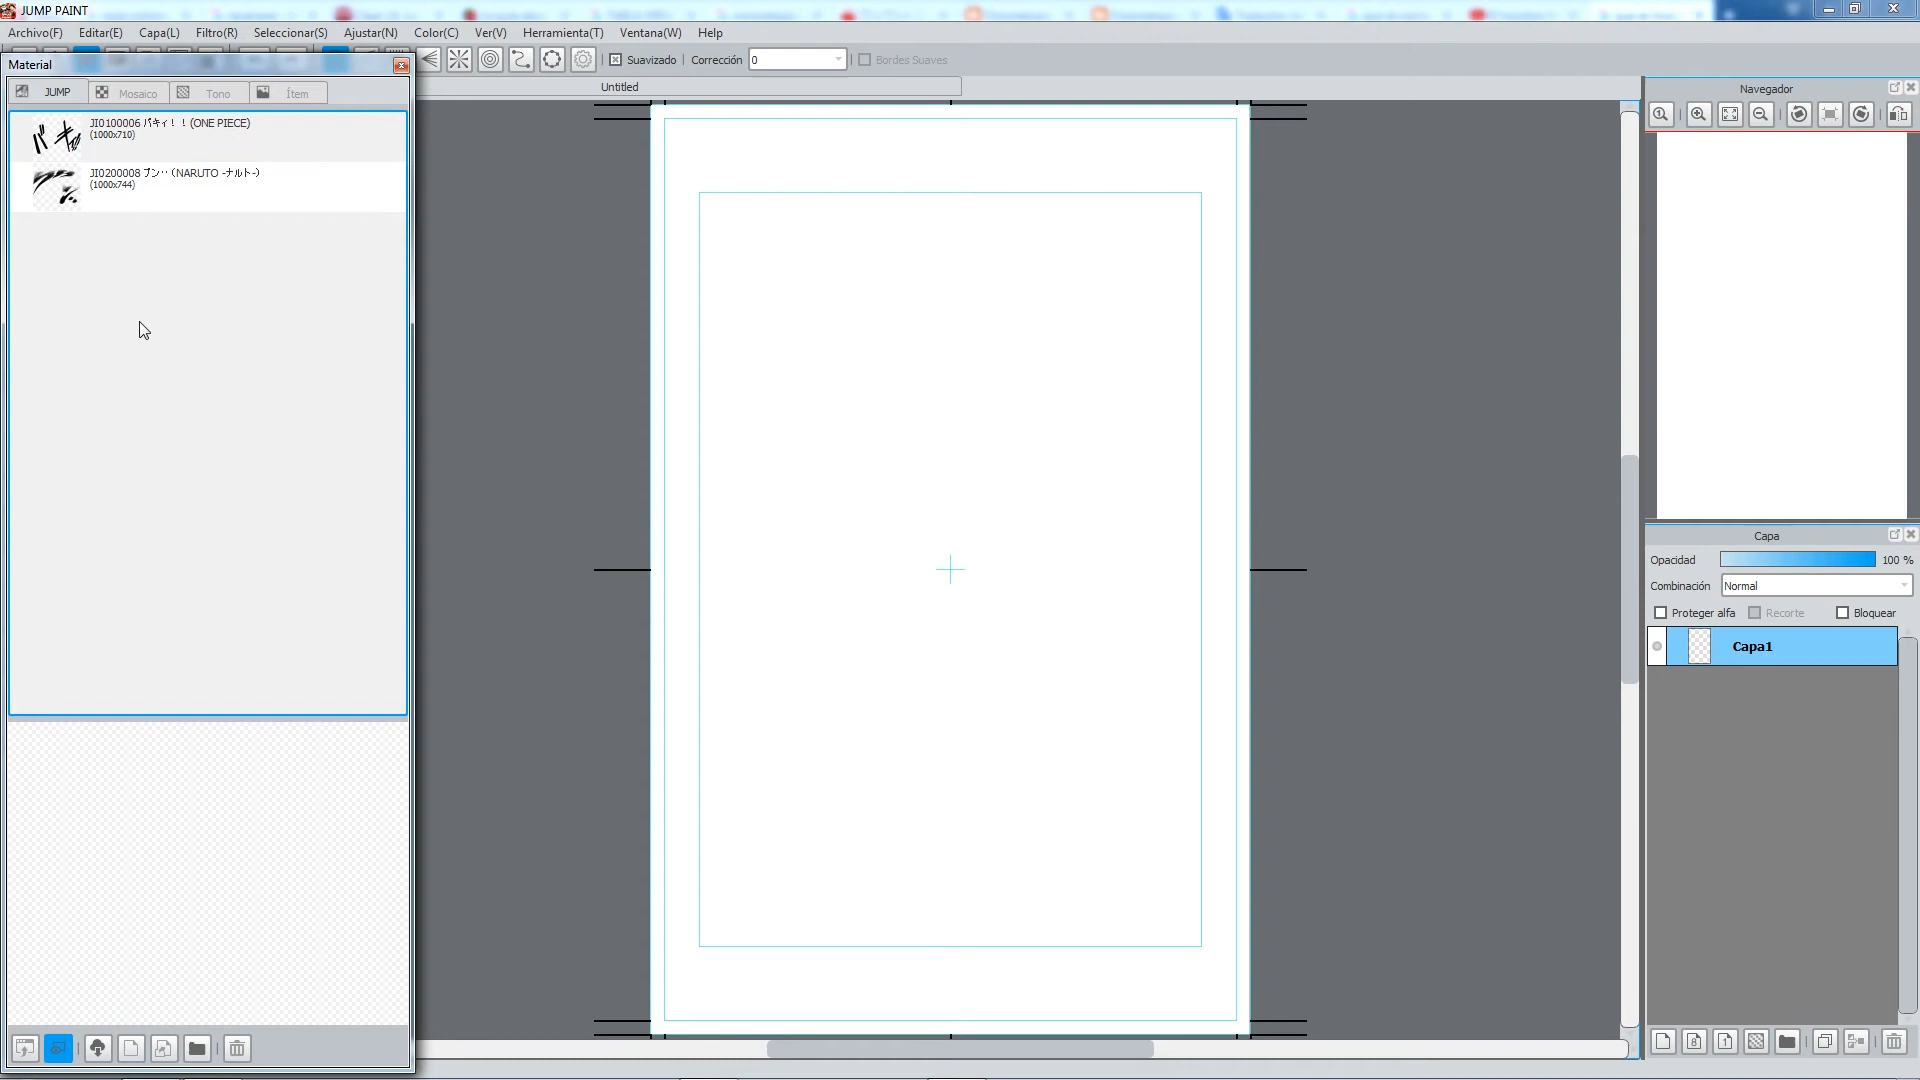 JUMP PAINT
Archivo(F) Editar(E) Capa(L) Filtro(R) Seleccionar(S) Ajustar(N) Color(C) Ver(V) Herramienta(T) Ventana(W) Help
Suavizado Corrección 0 Bordes Suaves
Material
JUMP Mosaico Tono Ítem
Untitled
JI0100006 バキィ！！(ONE PIECE)
(1000x710)
JI0200008 ブン‥（NARUTO -ナルト-）
(1000x744)
Navegador
Capa
Opacidad 100 %
Combinación Normal
Proteger alfa Recorte Bloquear
Capa1